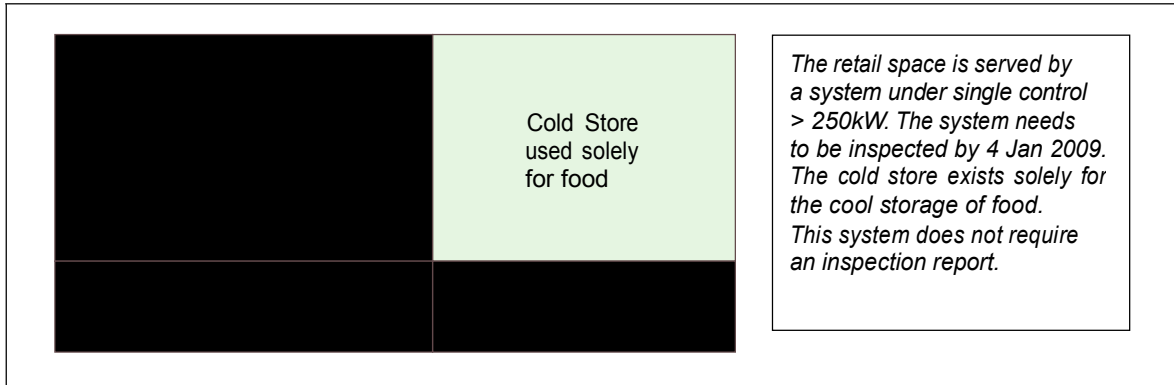 Cold Store
used solely
for food
The retail space is served by
a system under single control
> 250kW. The system needs
to be inspected by 4 Jan 2009.
The cold store exists solely for
the cool storage of food.
This system does not require
an inspection report.